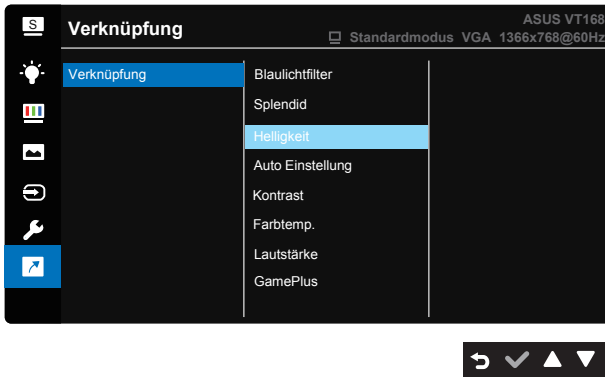 S
Verknüpfung
ASUS VT168
Standardmodus VGA 1366x768@60Hz
Verknüpfung
Blaulichtfilter
Splendid
Helligkeit
Auto Einstellung
Kontrast
Farbtemp.
Lautstärke
GamePlus